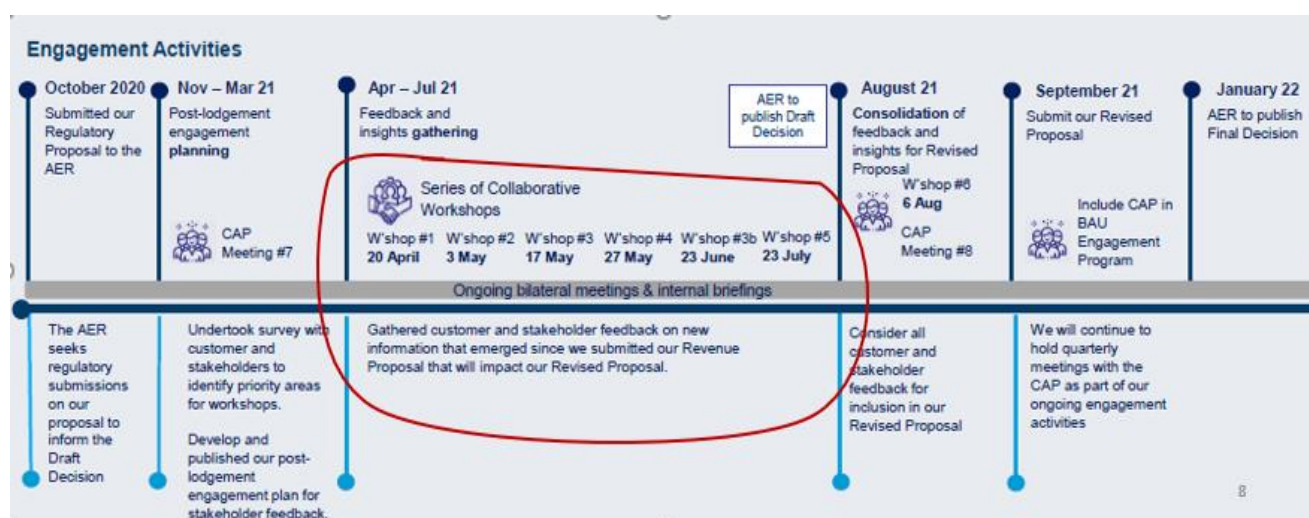 Engagement Activities
October 2020
Submitted our
Regulatory
Proposal to the
AER
Nov – Mar 21
Post-lodgement
engagement
planning
CAP
Meeting #7
Apr – Jul 21
Feedback and
insights gathering
Series of Collaborative
Workshops
W'shop #1
20 April
W'shop #2
3 May
W'shop #3
17 May
W'shop #4
27 May
W'shop #3b
23 June
W'shop #5
23 July
AER to
publish Draft
Decision
August 21
Consolidation of
feedback and
insights for Revised
Proposal
W'shop #6
6 Aug
CAP
Meeting #8
September 21
Submit our Revised
Proposal
Include CAP in
BAU
Engagement
Program
January 22
AER to publish
Final Decision
Ongoing bilateral meetings & internal briefings
The AER
seeks
regulatory
submissions
on our
proposal to
inform the
Draft
Decision
Undertook survey with
customer and
stakeholders to
identify priority areas
for workshops.
Develop and
published our post-
lodgement
engagement plan for
stakeholder feedback.
Gathered customer and stakeholder feedback on new
information that emerged since we submitted our Revenue
Proposal that will impact our Revised Proposal.
Consider all
customer and
stakeholder
feedback for
inclusion in our
Revised Proposal
We will continue to
hold quarterly
meetings with the
CAP as part of our
ongoing engagement
activities
8